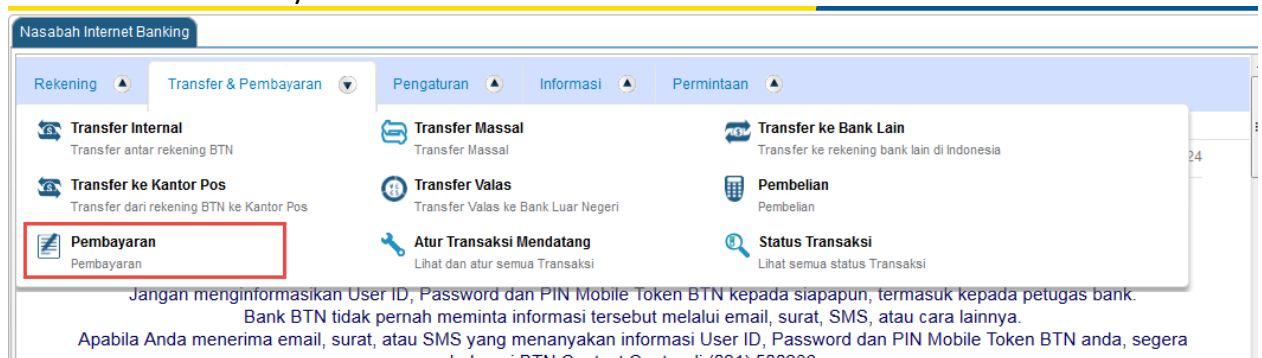 Nasabah Internet Banking
Rekening Transfer & Pembayaran Pengaturan Informasi Permintaan
Transfer Internal Transfer Massal Transfer ke Bank Lain
Transfer antar rekening BTN Transfer Massal Transfer ke rekening bank lain di Indonesia
24
Transfer ke Kantor Pos Transfer Valas Pembelian
Transfer dari rekening BTN ke Kantor Pos Transfer Valas ke Bank Luar Negeri Pembelian
Pembayaran Atur Transaksi Mendatang Status Transaksi
Pembayaran Lihat dan atur semua Transaksi Lihat semua status Transaksi
Jangan menginformasikan User ID, Password dan PIN Mobile Token BTN kepada siapapun, termasuk kepada petugas bank.
Bank BTN tidak pernah meminta informasi tersebut melalui email, surat, SMS, atau cara lainnya.
Apabila Anda menerima email, surat, atau SMS yang menanyakan informasi User ID, Password dan PIN Mobile Token BTN anda, segera